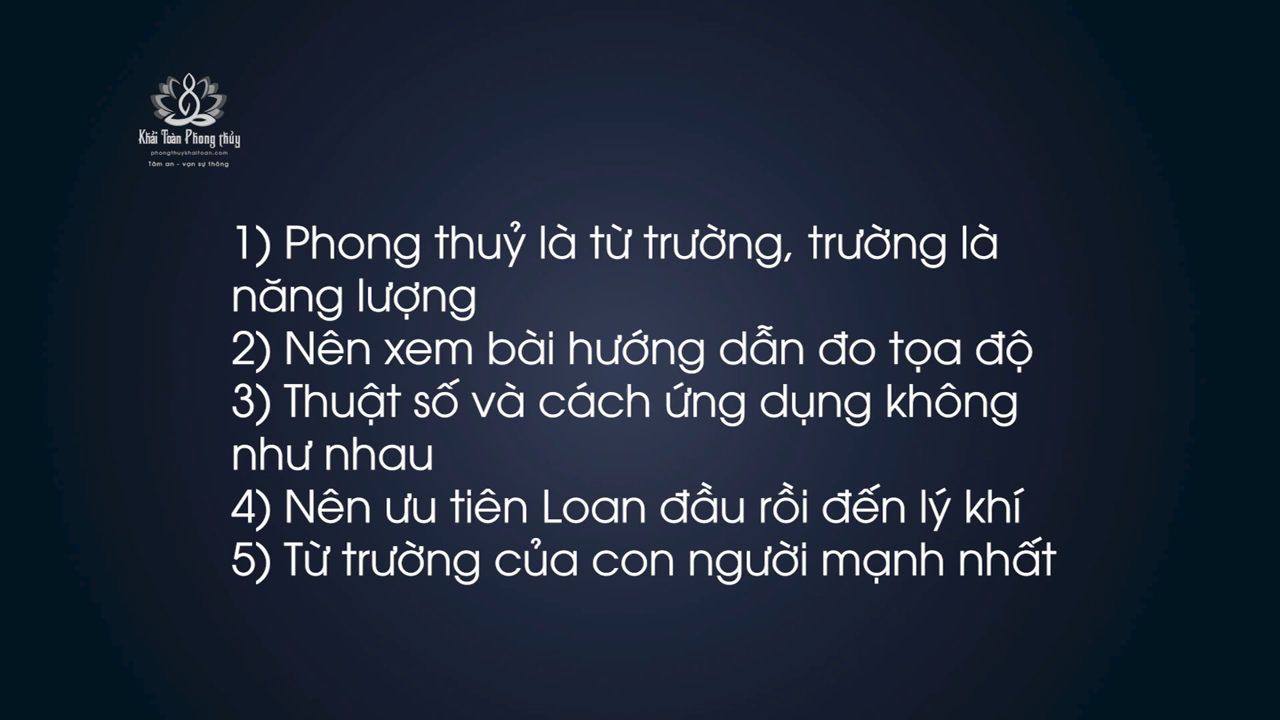 Khải Toàn Phong thủy
phongthuykhaitoan.com
Tâm an - vạn sự thông
1) Phong thuỷ là từ trường, trường là
năng lượng
2) Nên xem bài hướng dẫn đo tọa độ
3) Thuật số và cách ứng dụng không
như nhau
4) Nên ưu tiên Loan đầu rồi đến lý khí
5) Từ trường của con người mạnh nhất